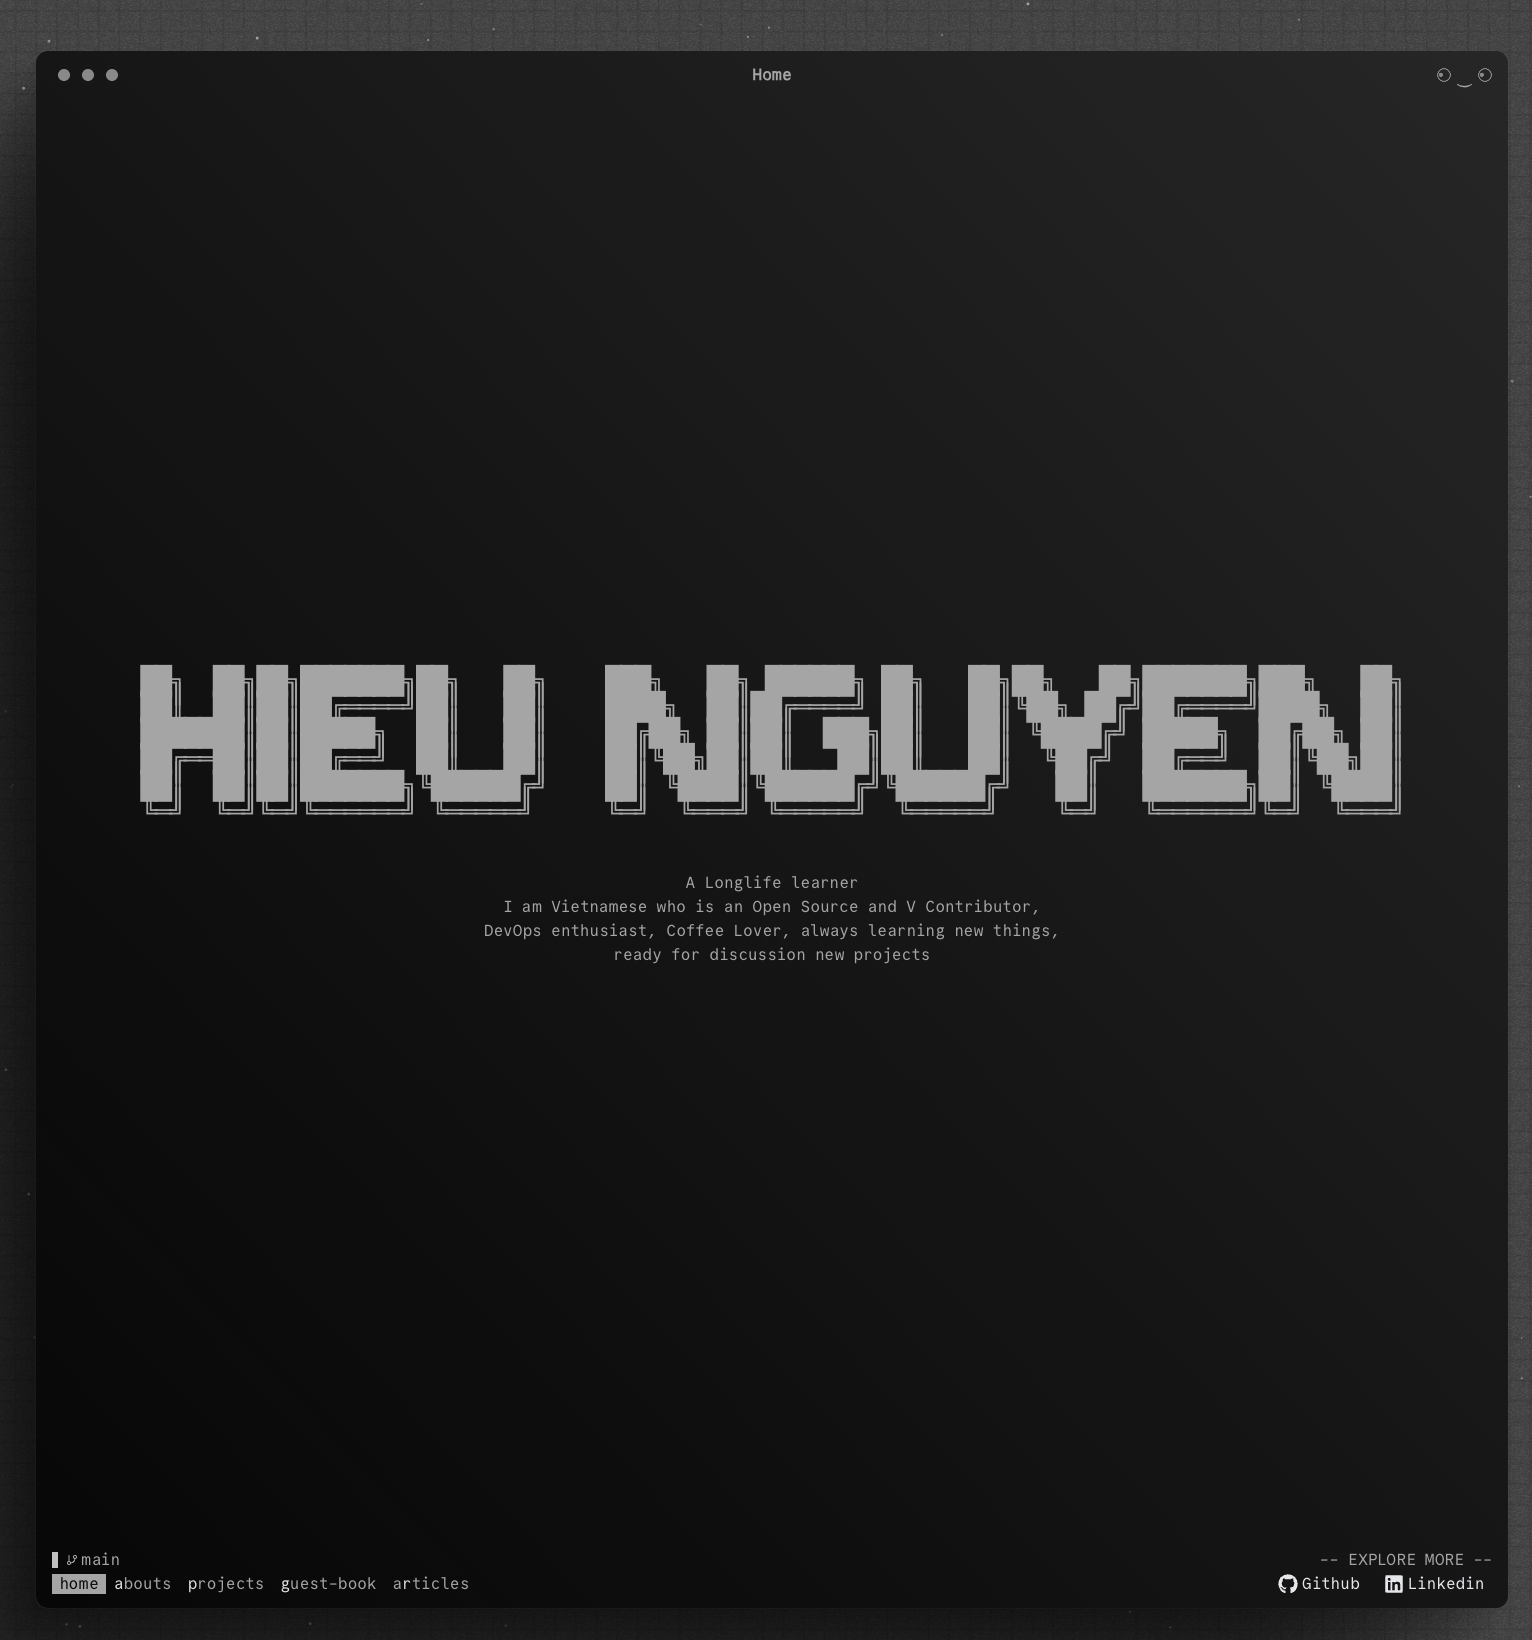 Home
HIEU NGUYEN
A Longlife learner
I am Vietnamese who is an Open Source and V Contributor,
DevOps enthusiast, Coffee Lover, always learning new things,
ready for discussion new projects
main
-- EXPLORE MORE --
home abouts projects guest-book articles
Github Linkedin